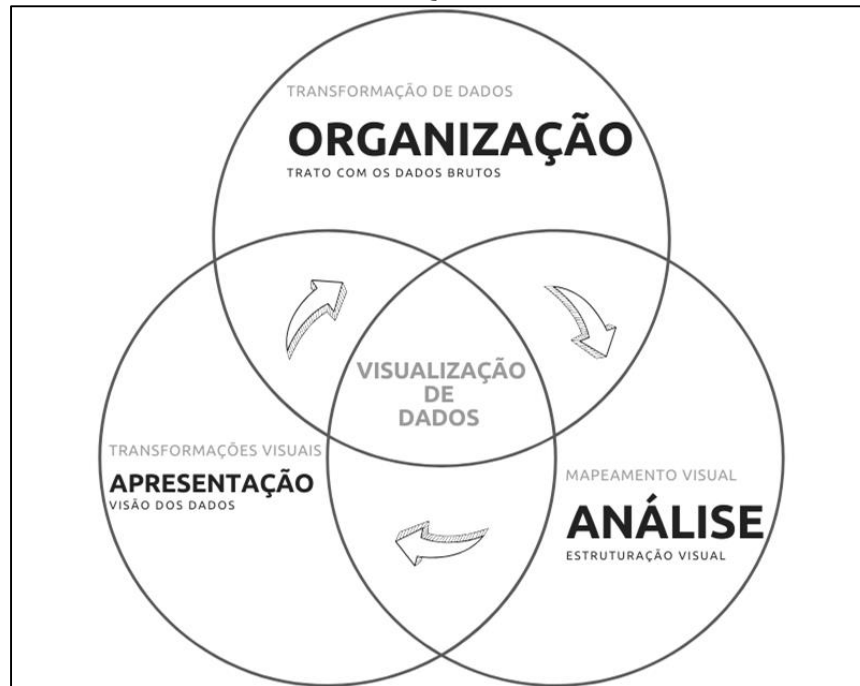 TRANSFORMAÇÃO DE DADOS
ORGANIZAÇÃO
TRATO COM OS DADOS BRUTOS
VISUALIZAÇÃO
DE
DADOS
TRANSFORMAÇÕES VISUAIS
APRESENTAÇÃO
VISÃO DOS DADOS
MAPEAMENTO VISUAL
ANÁLISE
ESTRUTURAÇÃO VISUAL